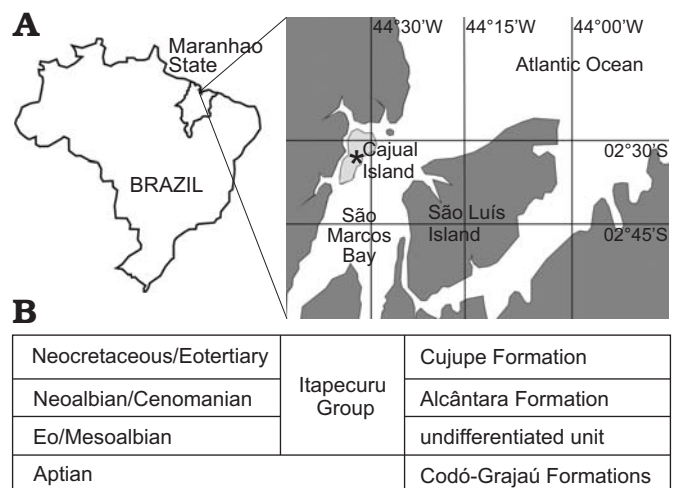 A
Maranhao
State
BRAZIL
44°30'W 44°15'W 44°00'W
Atlantic Ocean
02°30'S
*Cajual
Island
São
Marcos
Bay
São Luís
Island
02°45'S
B
Neocretaceous/Eotertiary Cujupe Formation
Itapecuru
Group
Neoalbian/Cenomanian Alcântara Formation
Eo/Mesoalbian undifferentiated unit
Aptian Codó-Grajaú Formations